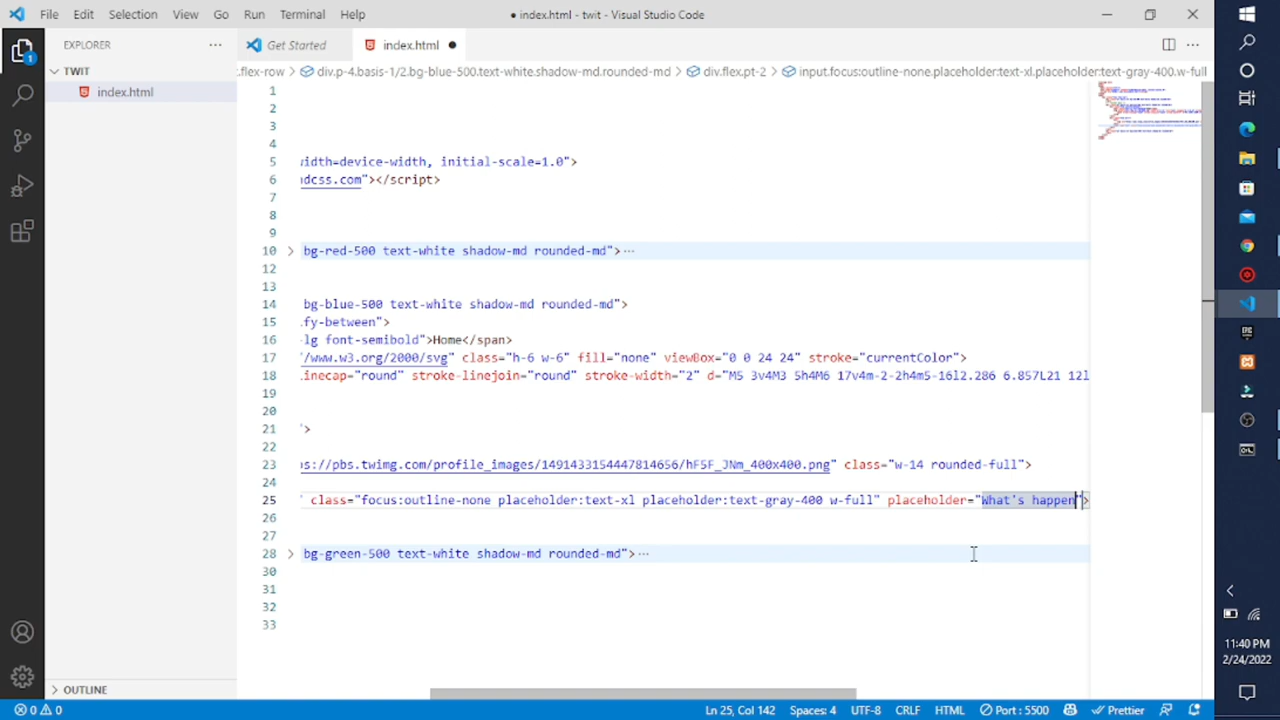 File Edit Selection View Go Run Terminal Help
● index.html - twit - Visual Studio Code
EXPLORER
Get Started
index.html
TWIT
index.html
.flex-row > div.p-4.basis-1/2.bg-blue-500.text-white.shadow-md.rounded-md > div.flex.pt-2 > input.focus:outline-none.placeholder:text-xl.placeholder:text-gray-400.w-full
1
2
3
4
5 width=device-width, initial-scale=1.0">
6 ndcss.com"></script>
7
8
9
10 bg-red-500 text-white shadow-md rounded-md">...
12
13
14 bg-blue-500 text-white shadow-md rounded-md">
15 fy-between">
16 lg font-semibold">Home</span>
17 /www.w3.org/2000/svg" class="h-6 w-6" fill="none" viewBox="0 0 24 24" stroke="currentColor">
18 inecap="round" stroke-linejoin="round" stroke-width="2" d="M5 3v4M3 5h4M6 17v4m-2-2h4m5-16l2.286 6.857L21 12l
19
20
21 ">
22
23 s://pbs.twimg.com/profile_images/1491433154447814656/hF5F_JNm_400x400.png" class="w-14 rounded-full">
24
25 " class="focus:outline-none placeholder:text-xl placeholder:text-gray-400 w-full" placeholder="What's happen">
26
27
28 bg-green-500 text-white shadow-md rounded-md">...
30
31
32
33
OUTLINE
0 0
Ln 25, Col 142 Spaces: 4 UTF-8 CRLF HTML Port : 5500 Prettier
11:40 PM
2/24/2022